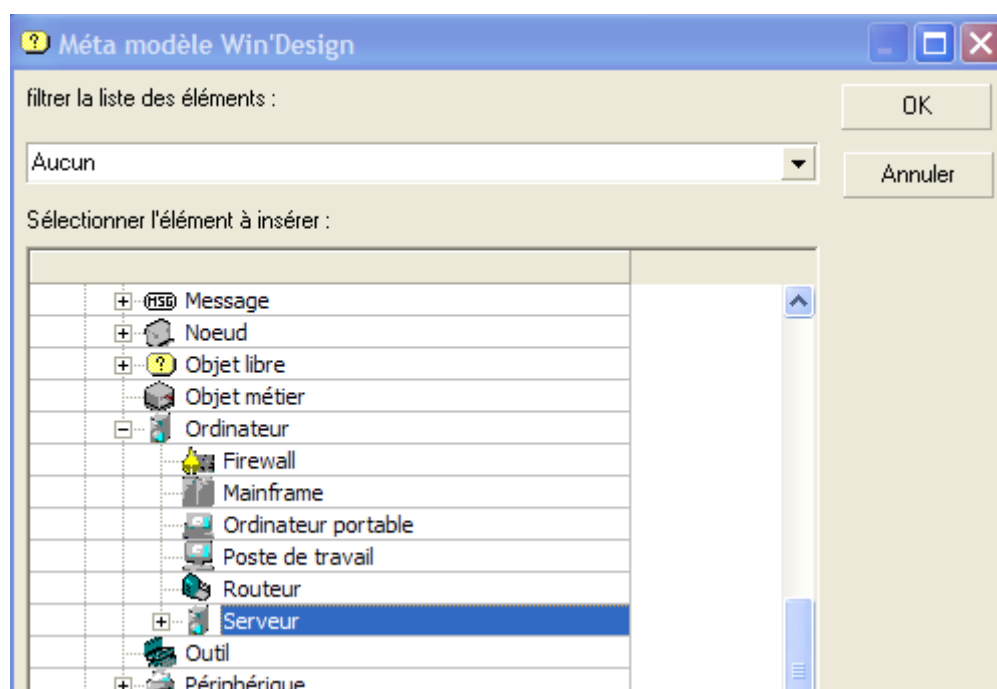 Méta modèle Win'Design
filtrer la liste des éléments :
OK
Aucun
Annuler
Sélectionner l'élément à insérer :
MSG Message
Noeud
? Objet libre
Objet métier
Ordinateur
Firewall
Mainframe
Ordinateur portable
Poste de travail
Routeur
Serveur
Outil
Périphérique